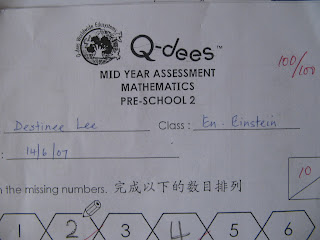 Q-dees™
100/100
MID YEAR ASSESSMENT
MATHEMATICS
PRE-SCHOOL 2
Destinee Lee Class : En. Einstein
: 14/6/07
10
the missing numbers. 完成以下的数目排列
1 2 3 4 5 6